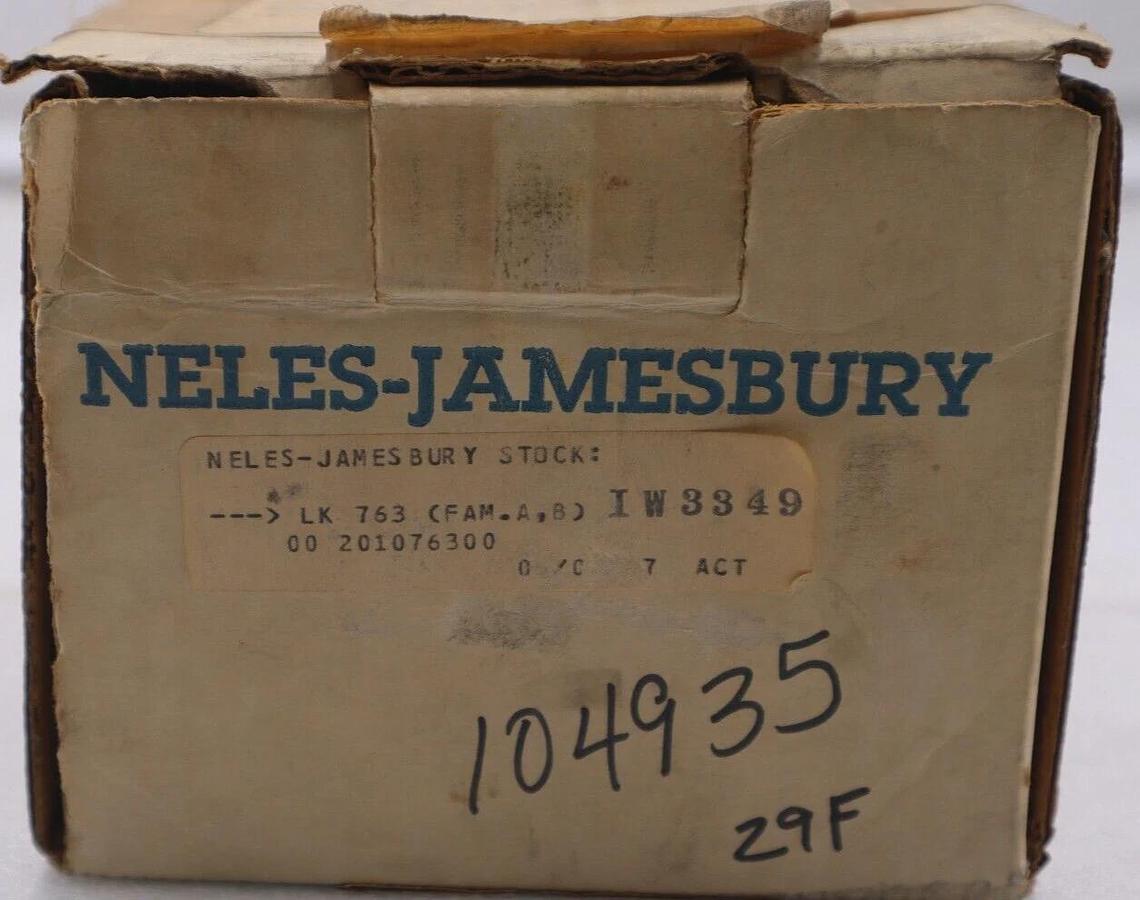 NELES-JAMESBURY
NELES-JAMESBURY STOCK:
---> LK 763 (FAM.A,B) IW3349
00 201076300
7 ACT
104935
29F